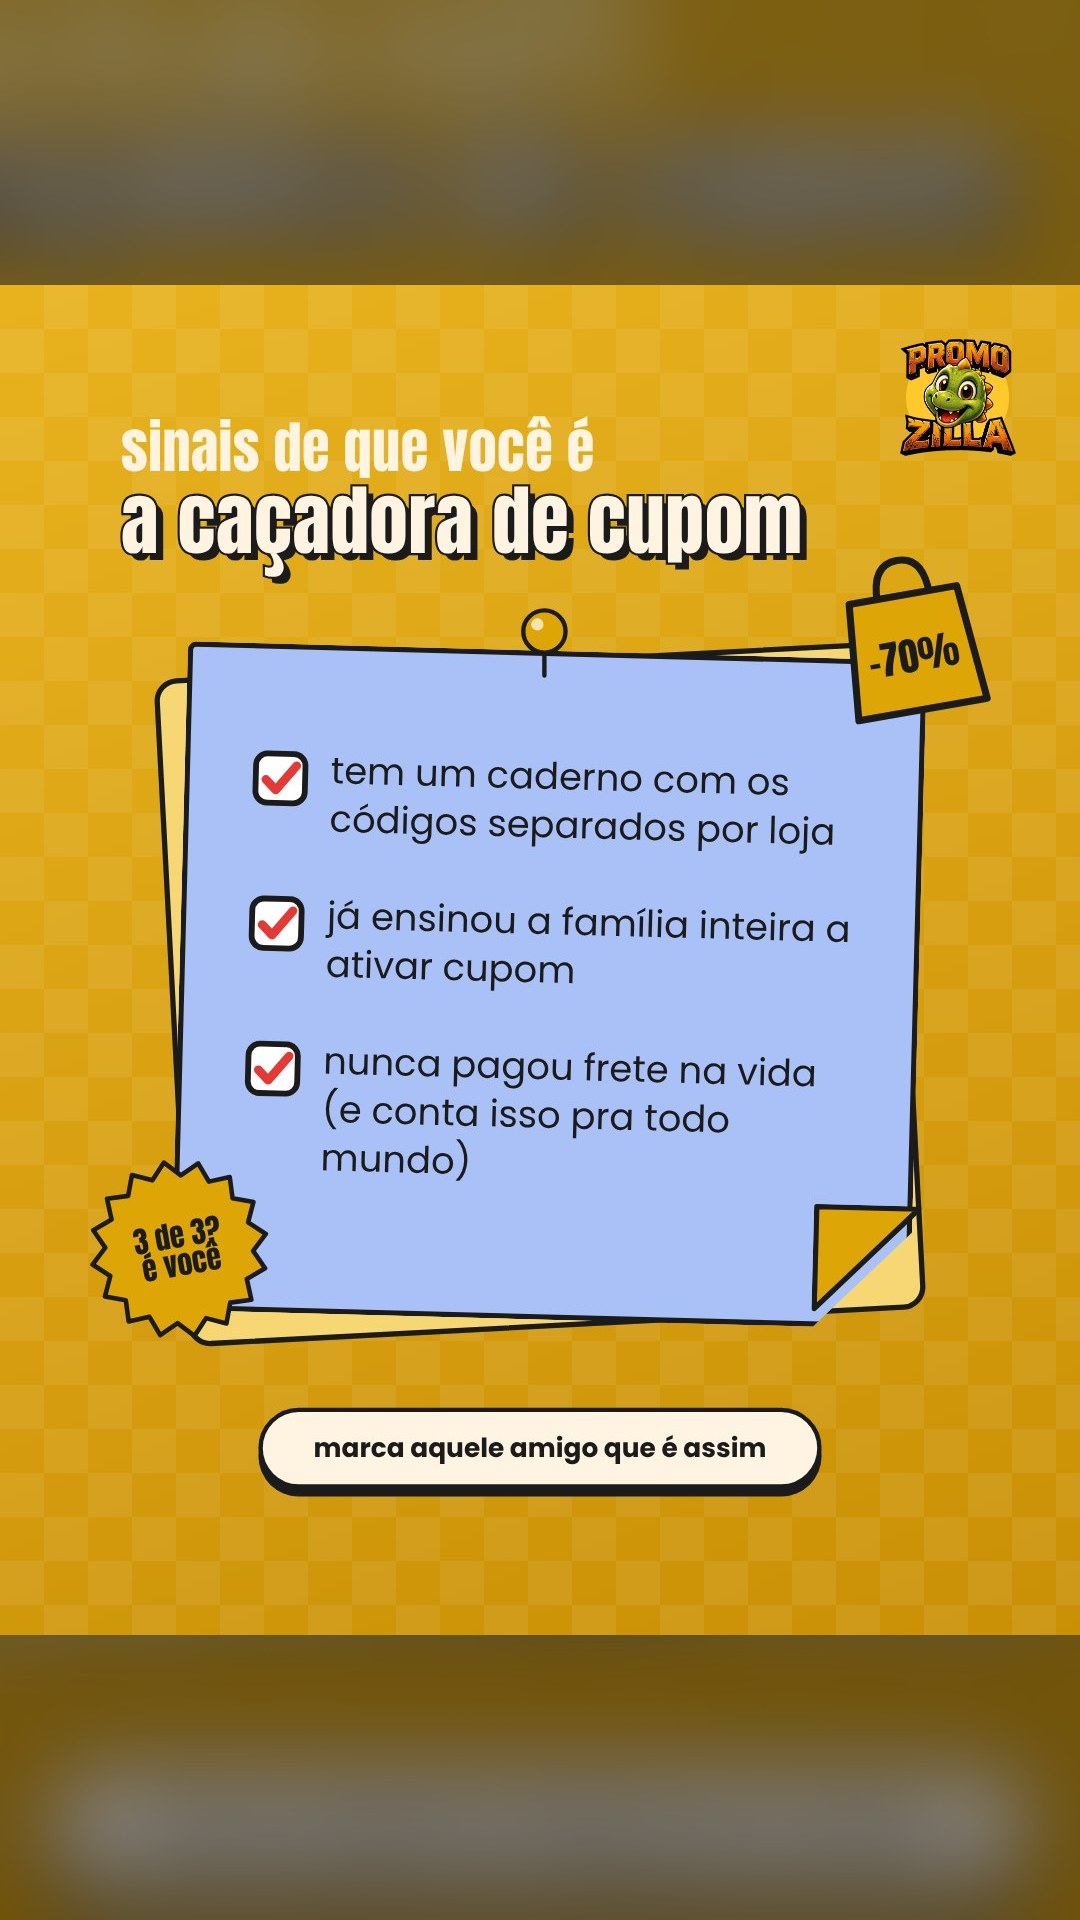 PROMO
ZILLA
sinais de que você é
a caçadora de cupom
-70%
tem um caderno com os
códigos separados por loja
já ensinou a família inteira a
ativar cupom
nunca pagou frete na vida
(e conta isso pra todo
mundo)
3 de 3?
é você
marca aquele amigo que é assim